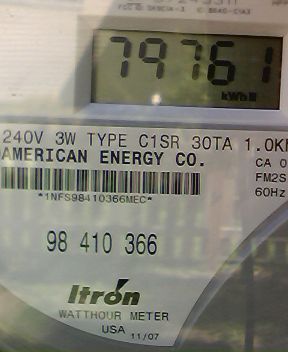 79761
kWh
240V 3W TYPE C1SR 30TA 1.0K
AMERICAN ENERGY CO.
CA 0
FM2S
60Hz
*1NFS98410366MEC*
98 410 366
Itron
WATTHOUR METER
USA 11/07